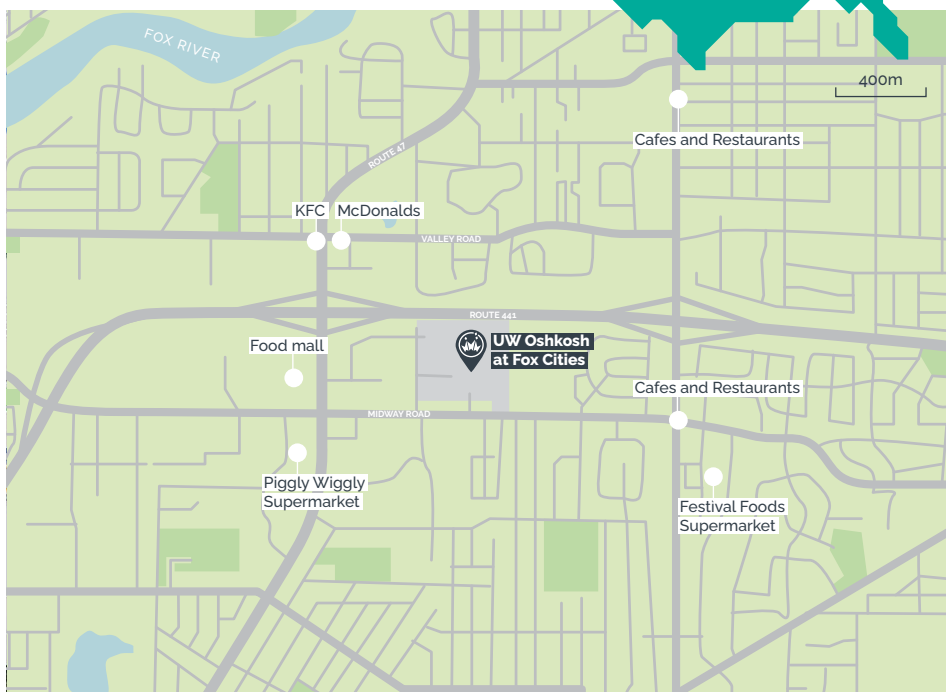 FOX RIVER
400m
Cafes and Restaurants
ROUTE 47
KFC
McDonalds
VALLEY ROAD
ROUTE 441
Food mall
UW Oshkosh
at Fox Cities
Cafes and Restaurants
MIDWAY ROAD
Piggly Wiggly
Supermarket
Festival Foods
Supermarket